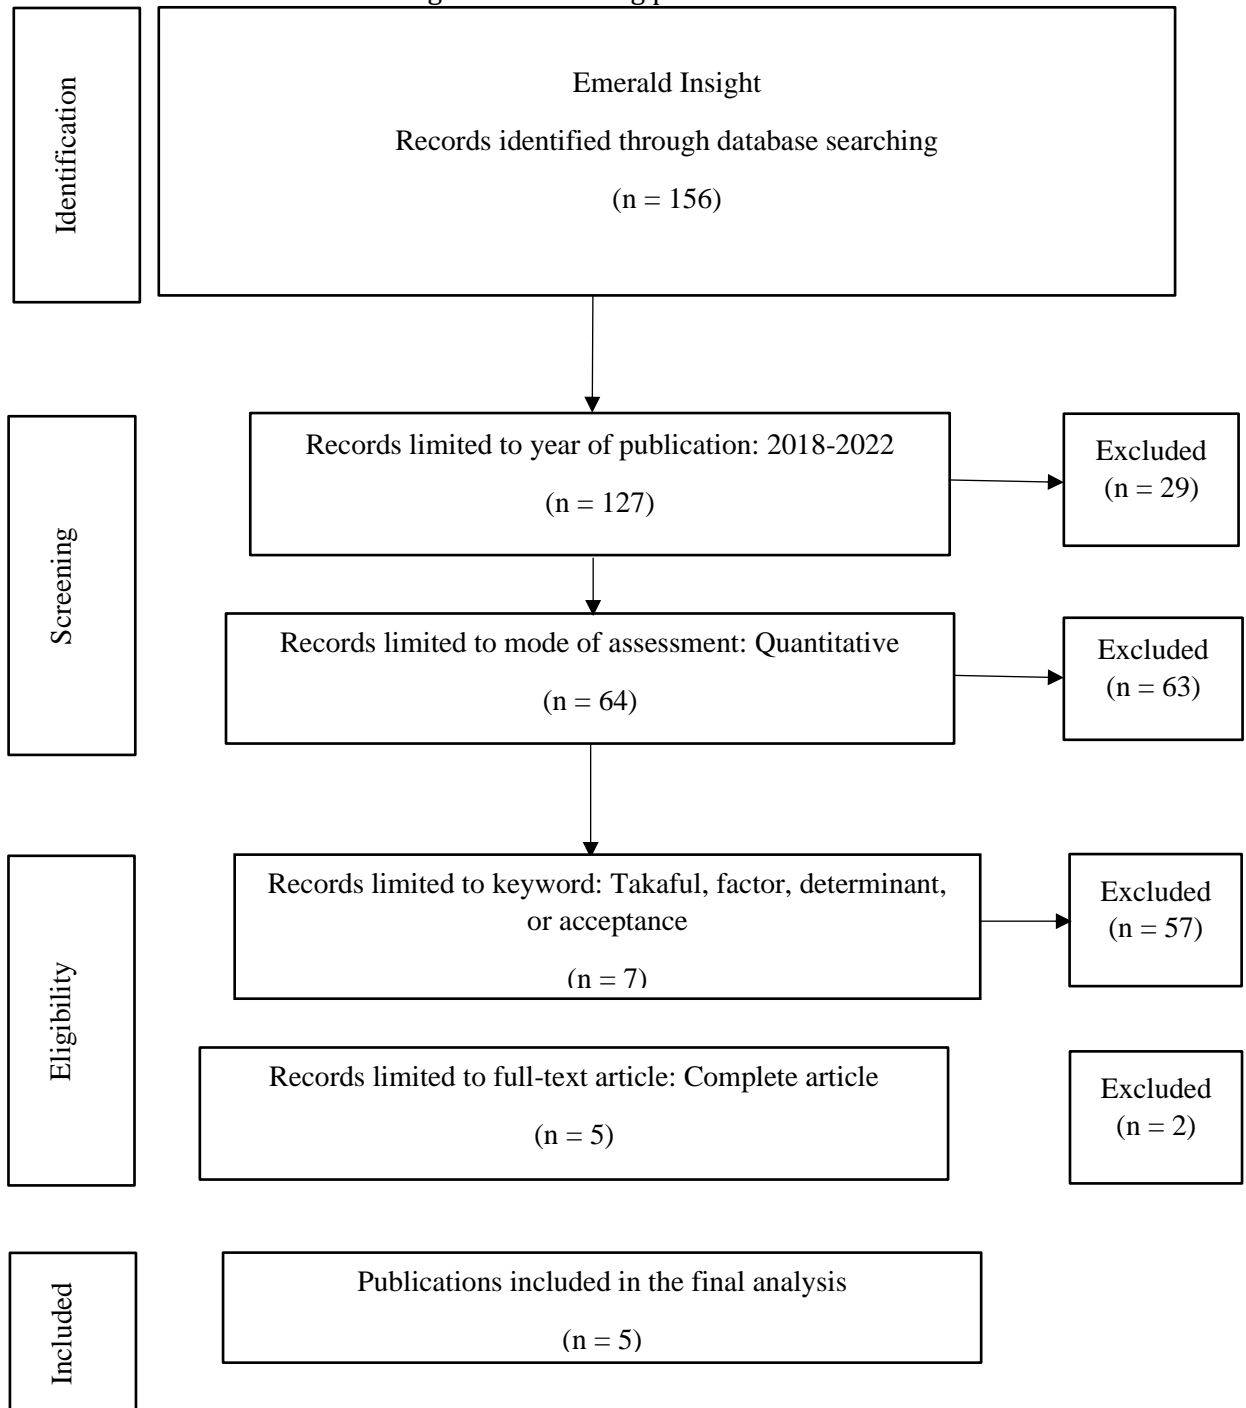 Identification
Emerald Insight
Records identified through database searching
(n = 156)
Screening
Records limited to year of publication: 2018-2022
(n = 127)
Excluded
(n = 29)
Records limited to mode of assessment: Quantitative
(n = 64)
Excluded
(n = 63)
Eligibility
Records limited to keyword: Takaful, factor, determinant,
or acceptance
(n = 7)
Excluded
(n = 57)
Records limited to full-text article: Complete article
(n = 5)
Excluded
(n = 2)
Included
Publications included in the final analysis
(n = 5)